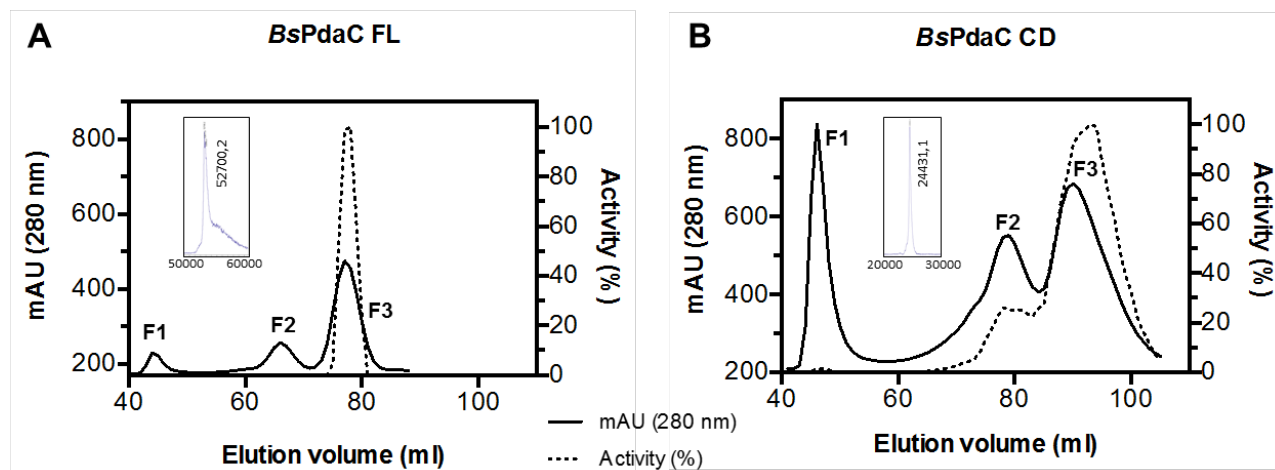 A
BsPdaC FL
mAU (280 nm)
800
600
400
200
52700,2
50000 60000
F1
F2
F3
100
80
60
40
20
0
Activity (%)
40 60 80 100
Elution volume (ml)
B
BsPdaC CD
mAU (280 nm)
800
600
400
200
F1
24431,1
20000 30000
F2
F3
100
80
60
40
20
0
Activity (%)
40 60 80 100
Elution volume (ml)
mAU (280 nm)
Activity (%)